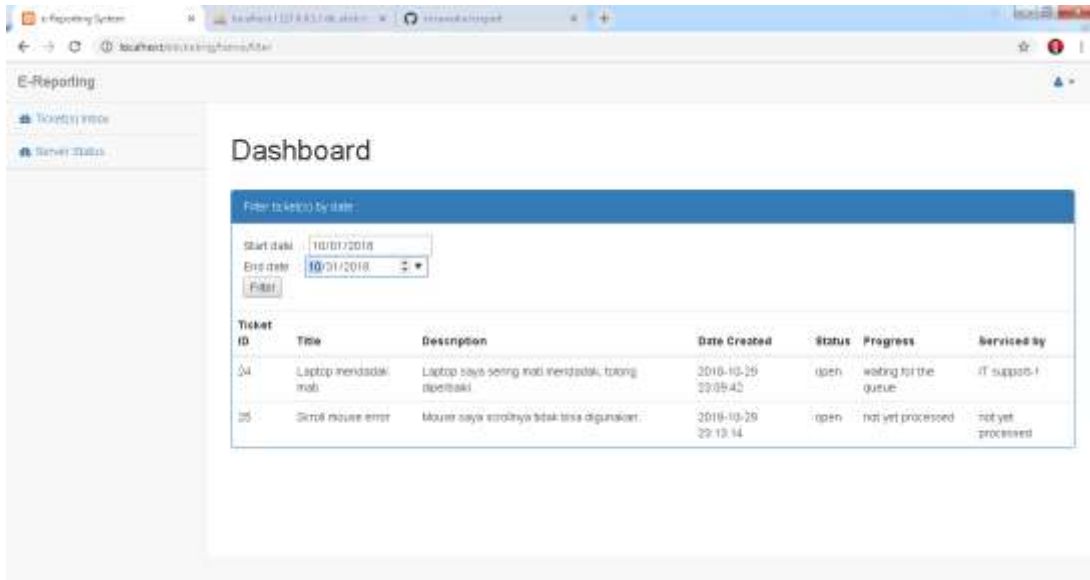 e-Reporting System
localhost
E-Reporting
Ticket(s) Inbox
Server Status
Dashboard
Filter ticket(s) by date
Start date : 10/01/2018
End date : 10/31/2018
Filter
Ticket ID Title Description Date Created Status Progress Serviced by
24 Laptop mendadak mati Laptop saya sering mati mendadak, tolong diperbaiki. 2018-10-29 23:09:42 open waiting for the queue IT support-1
25 Scroll mouse error Mouse saya scrollnya tidak bisa digunakan. 2018-10-29 23:13:14 open not yet processed not yet processed